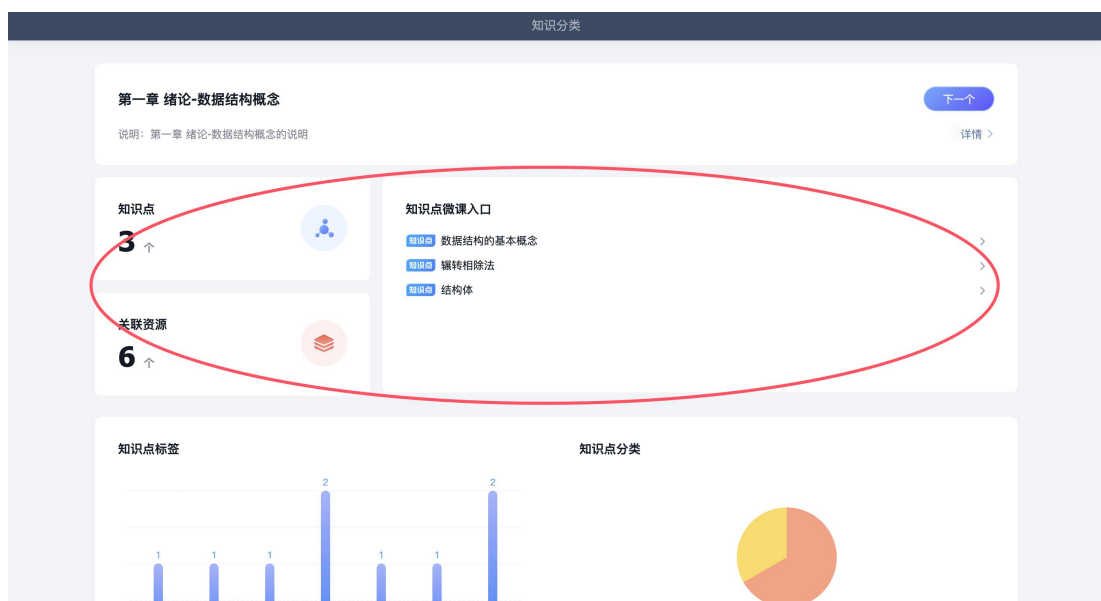 知识分类
第一章 绪论-数据结构概念
下一个
说明：第一章 绪论-数据结构概念的说明
详情
知识点
3 个
关联资源
6 个
知识点微课入口
知识点 数据结构的基本概念
知识点 辗转相除法
知识点 结构体
知识点标签
1 1 1 2 1 1 2
知识点分类